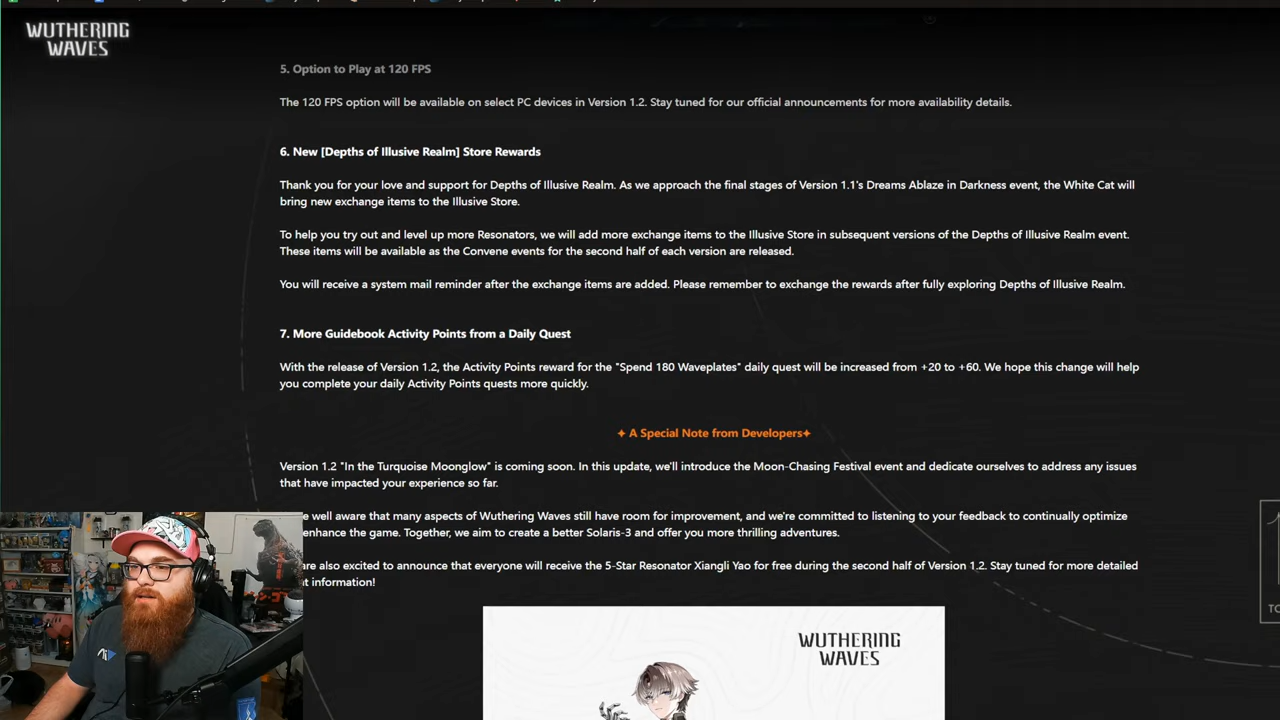 WUTHERING
WAVES
5. Option to Play at 120 FPS
The 120 FPS option will be available on select PC devices in Version 1.2. Stay tuned for our official announcements for more availability details.
6. New [Depths of Illusive Realm] Store Rewards
Thank you for your love and support for Depths of Illusive Realm. As we approach the final stages of Version 1.1's Dreams Ablaze in Darkness event, the White Cat will
bring new exchange items to the Illusive Store.
To help you try out and level up more Resonators, we will add more exchange items to the Illusive Store in subsequent versions of the Depths of Illusive Realm event.
These items will be available as the Convene events for the second half of each version are released.
You will receive a system mail reminder after the exchange items are added. Please remember to exchange the rewards after fully exploring Depths of Illusive Realm.
7. More Guidebook Activity Points from a Daily Quest
With the release of Version 1.2, the Activity Points reward for the "Spend 180 Waveplates" daily quest will be increased from +20 to +60. We hope this change will help
you complete your daily Activity Points quests more quickly.
✦ A Special Note from Developers✦
Version 1.2 "In the Turquoise Moonglow" is coming soon. In this update, we'll introduce the Moon-Chasing Festival event and dedicate ourselves to address any issues
that have impacted your experience so far.
e well aware that many aspects of Wuthering Waves still have room for improvement, and we're committed to listening to your feedback to continually optimize
enhance the game. Together, we aim to create a better Solaris-3 and offer you more thrilling adventures.
are also excited to announce that everyone will receive the 5-Star Resonator Xiangli Yao for free during the second half of Version 1.2. Stay tuned for more detailed
t information!
WUTHERING
WAVES